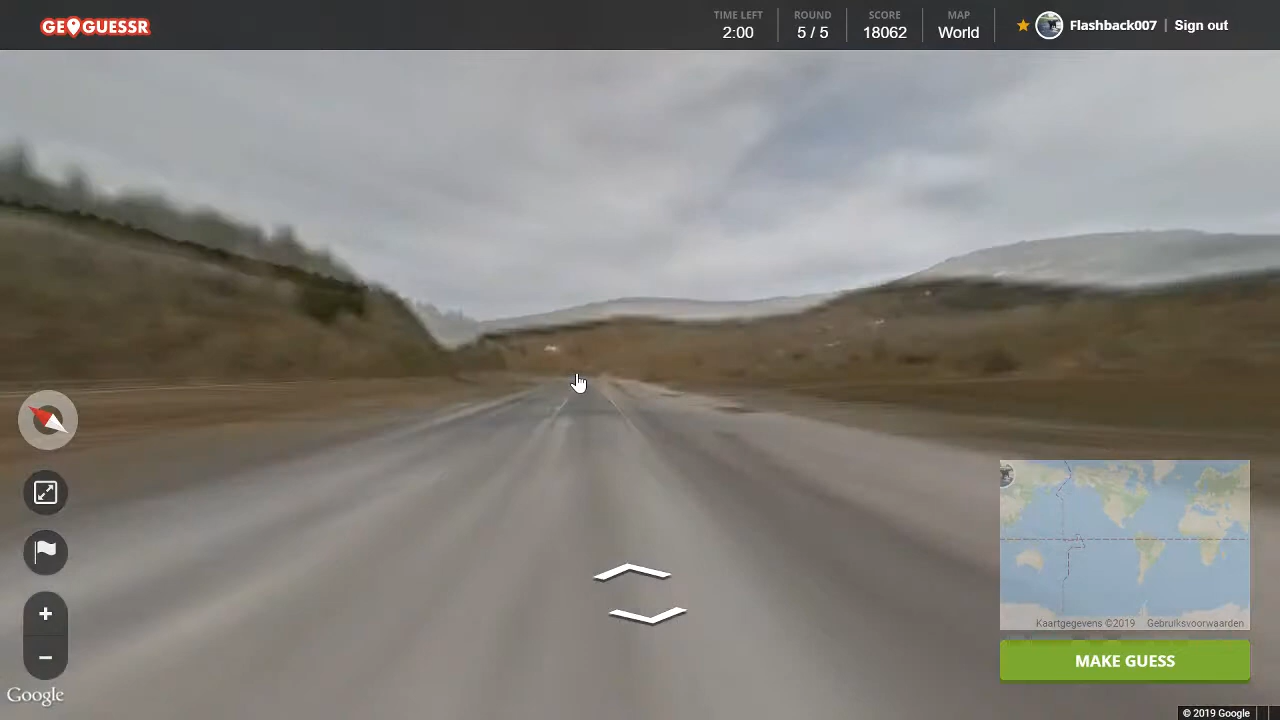 GEOGUESSR
TIME LEFT
2:00
ROUND
5 / 5
SCORE
18062
MAP
World
Flashback007 | Sign out
+
−
Google
Kaartgegevens ©2019 Gebruiksvoorwaarden
MAKE GUESS
© 2019 Google